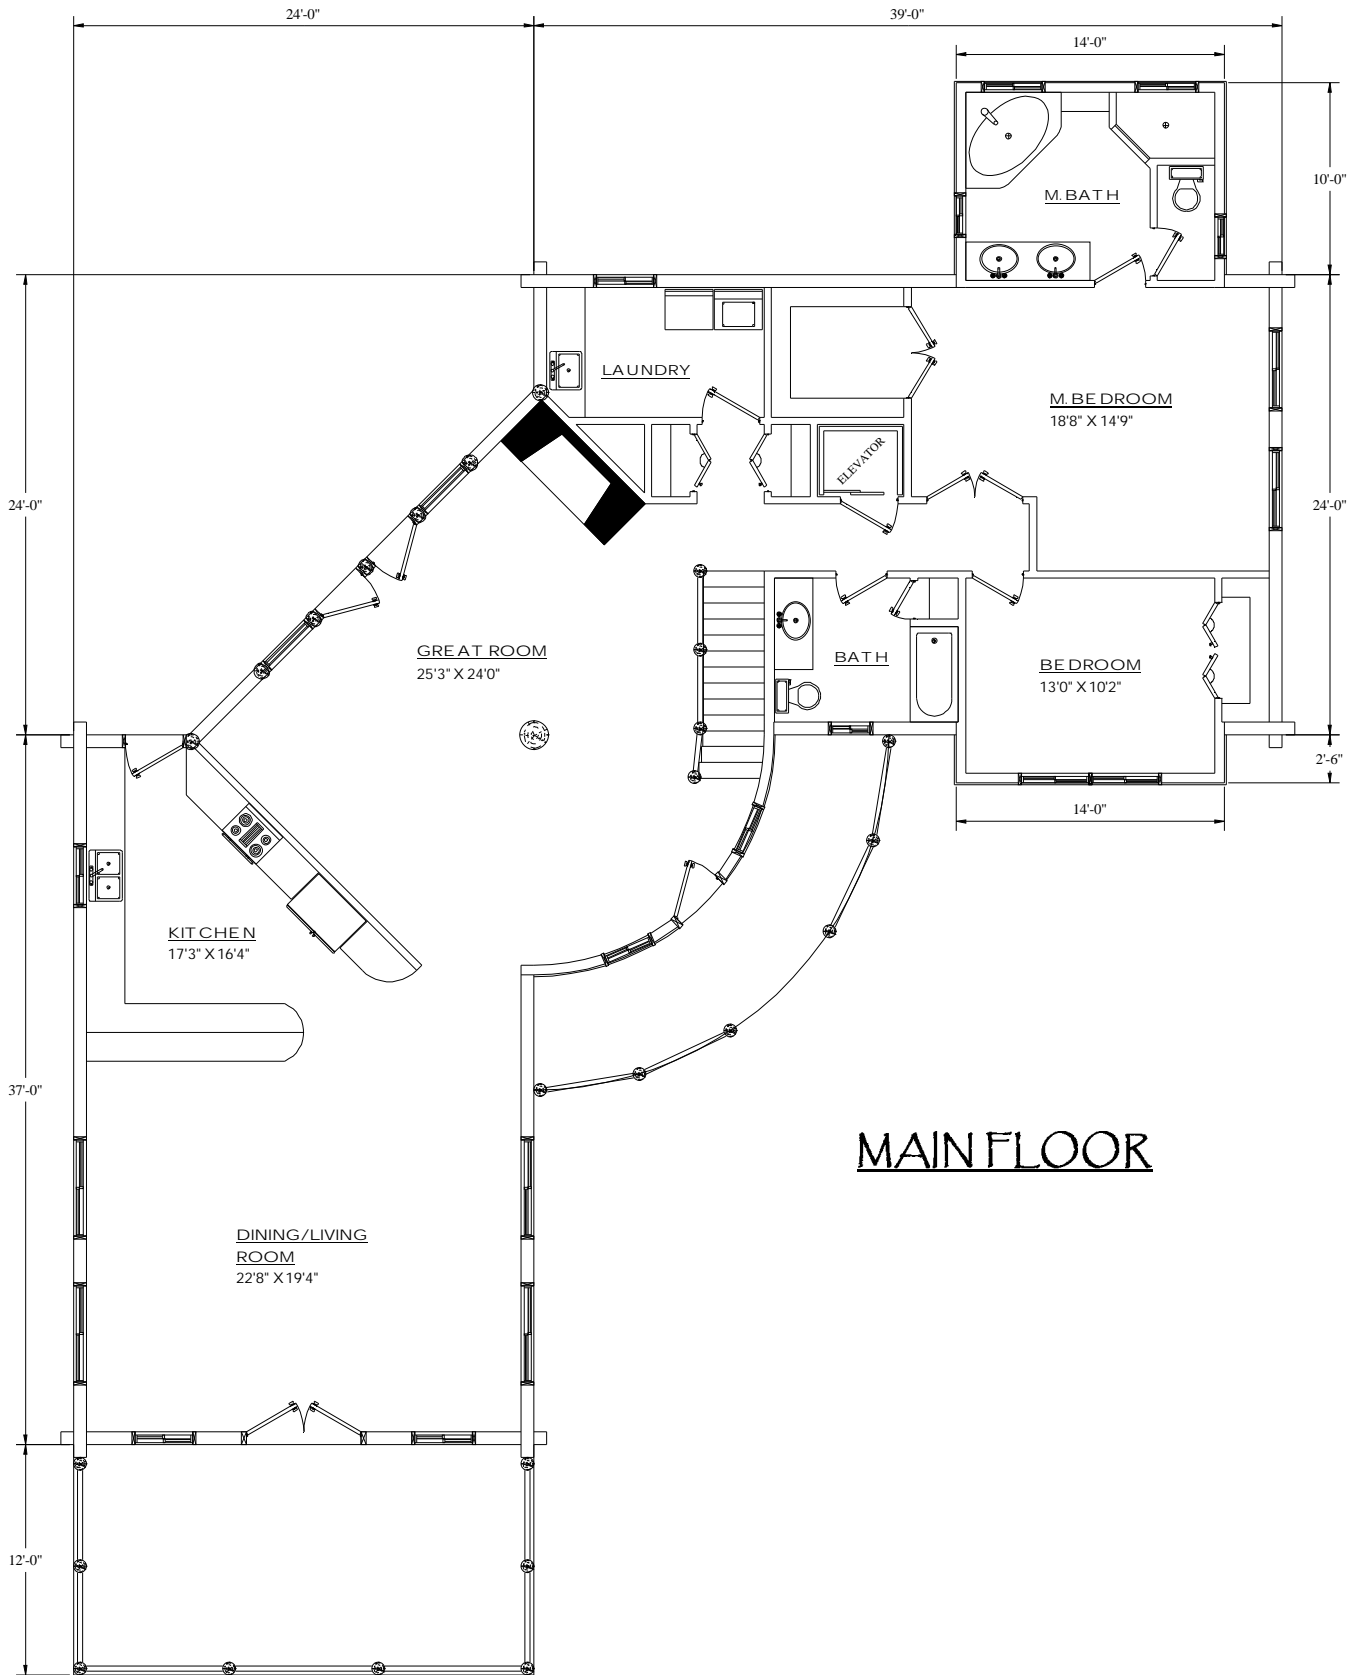 24'-0"
39'-0"
14'-0"
10'-0"
M.BATH
LAUNDRY
M.BEDROOM
18'8" X 14'9"
ELEVATOR
24'-0"
24'-0"
GREAT ROOM
25'3" X 24'0"
BATH
BEDROOM
13'0" X 10'2"
2'-6"
14'-0"
KITCHEN
17'3" X 16'4"
37'-0"
MAIN FLOOR
DINING/LIVING
ROOM
22'8" X 19'4"
12'-0"